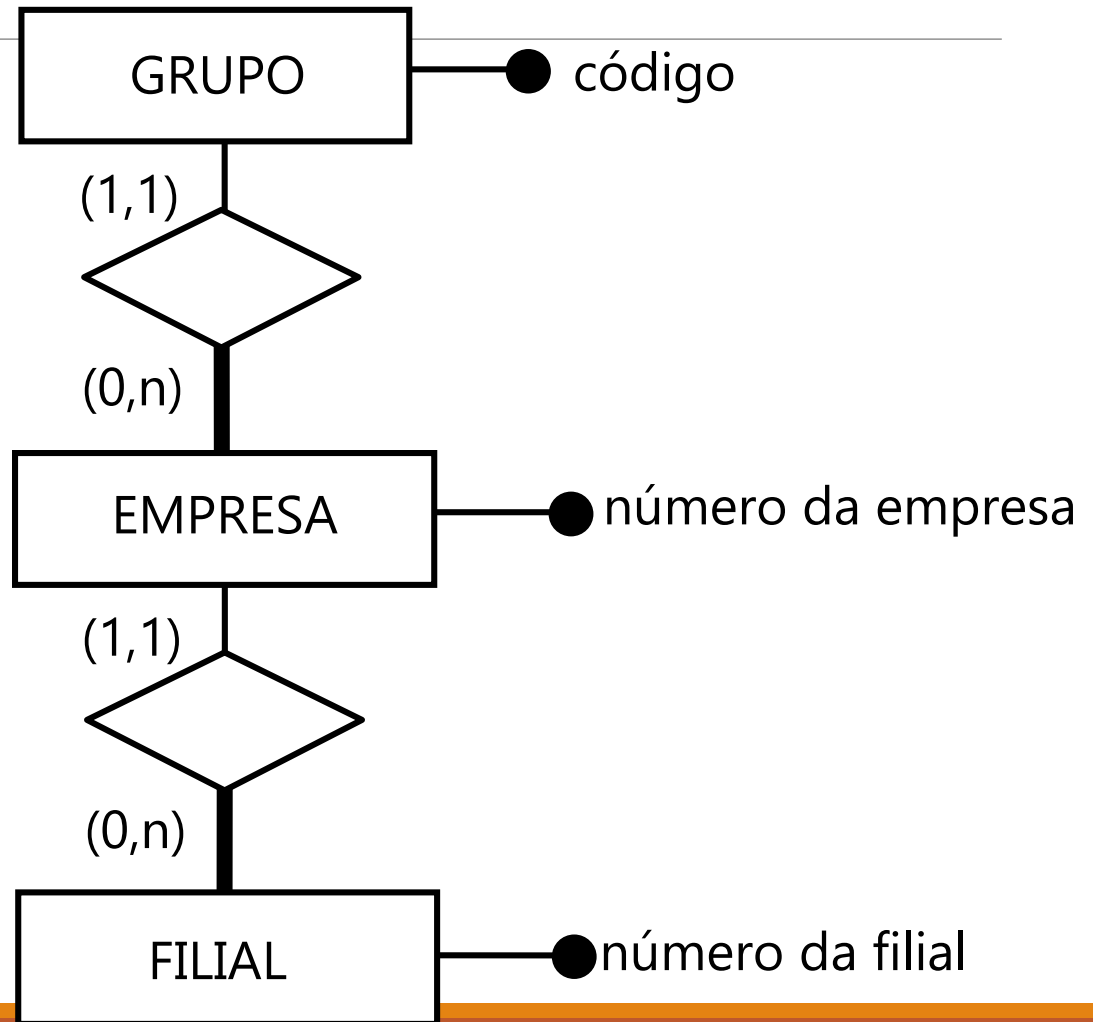 GRUPO
código
(1,1)
(0,n)
EMPRESA
número da empresa
(1,1)
(0,n)
FILIAL
número da filial